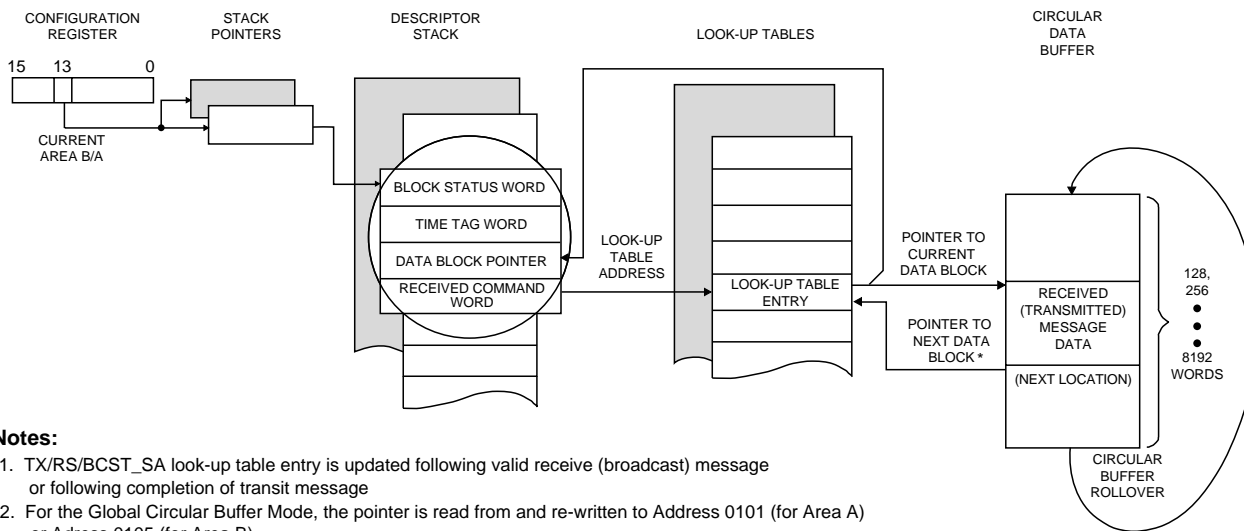 CONFIGURATION
REGISTER
STACK
POINTERS
DESCRIPTOR
STACK
LOOK-UP TABLES
CIRCULAR
DATA
BUFFER
15 13 0
CURRENT
AREA B/A
BLOCK STATUS WORD
TIME TAG WORD
DATA BLOCK POINTER
RECEIVED COMMAND
WORD
LOOK-UP
TABLE
ADDRESS
LOOK-UP TABLE
ENTRY
POINTER TO
CURRENT
DATA BLOCK
POINTER TO
NEXT DATA
BLOCK *
RECEIVED
(TRANSMITTED)
MESSAGE
DATA
(NEXT LOCATION)
128,
256
8192
WORDS
CIRCULAR
BUFFER
ROLLOVER
Notes:
1. TX/RS/BCST_SA look-up table entry is updated following valid receive (broadcast) message
or following completion of transit message
2. For the Global Circular Buffer Mode, the pointer is read from and re-written to Address 0101 (for Area A)
or Adress 0105 (for Area B)